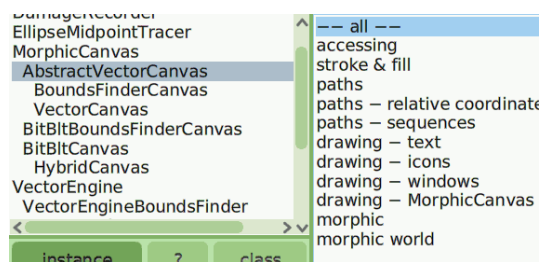 DamageRecorder
EllipseMidpointTracer
MorphicCanvas
AbstractVectorCanvas
BoundsFinderCanvas
VectorCanvas
BitBltBoundsFinderCanvas
BitBltCanvas
HybridCanvas
VectorEngine
VectorEngineBoundsFinder
instance
?
class
−− all −−
accessing
stroke & fill
paths
paths − relative coordinate
paths − sequences
drawing − text
drawing − icons
drawing − windows
drawing − MorphicCanvas
morphic
morphic world